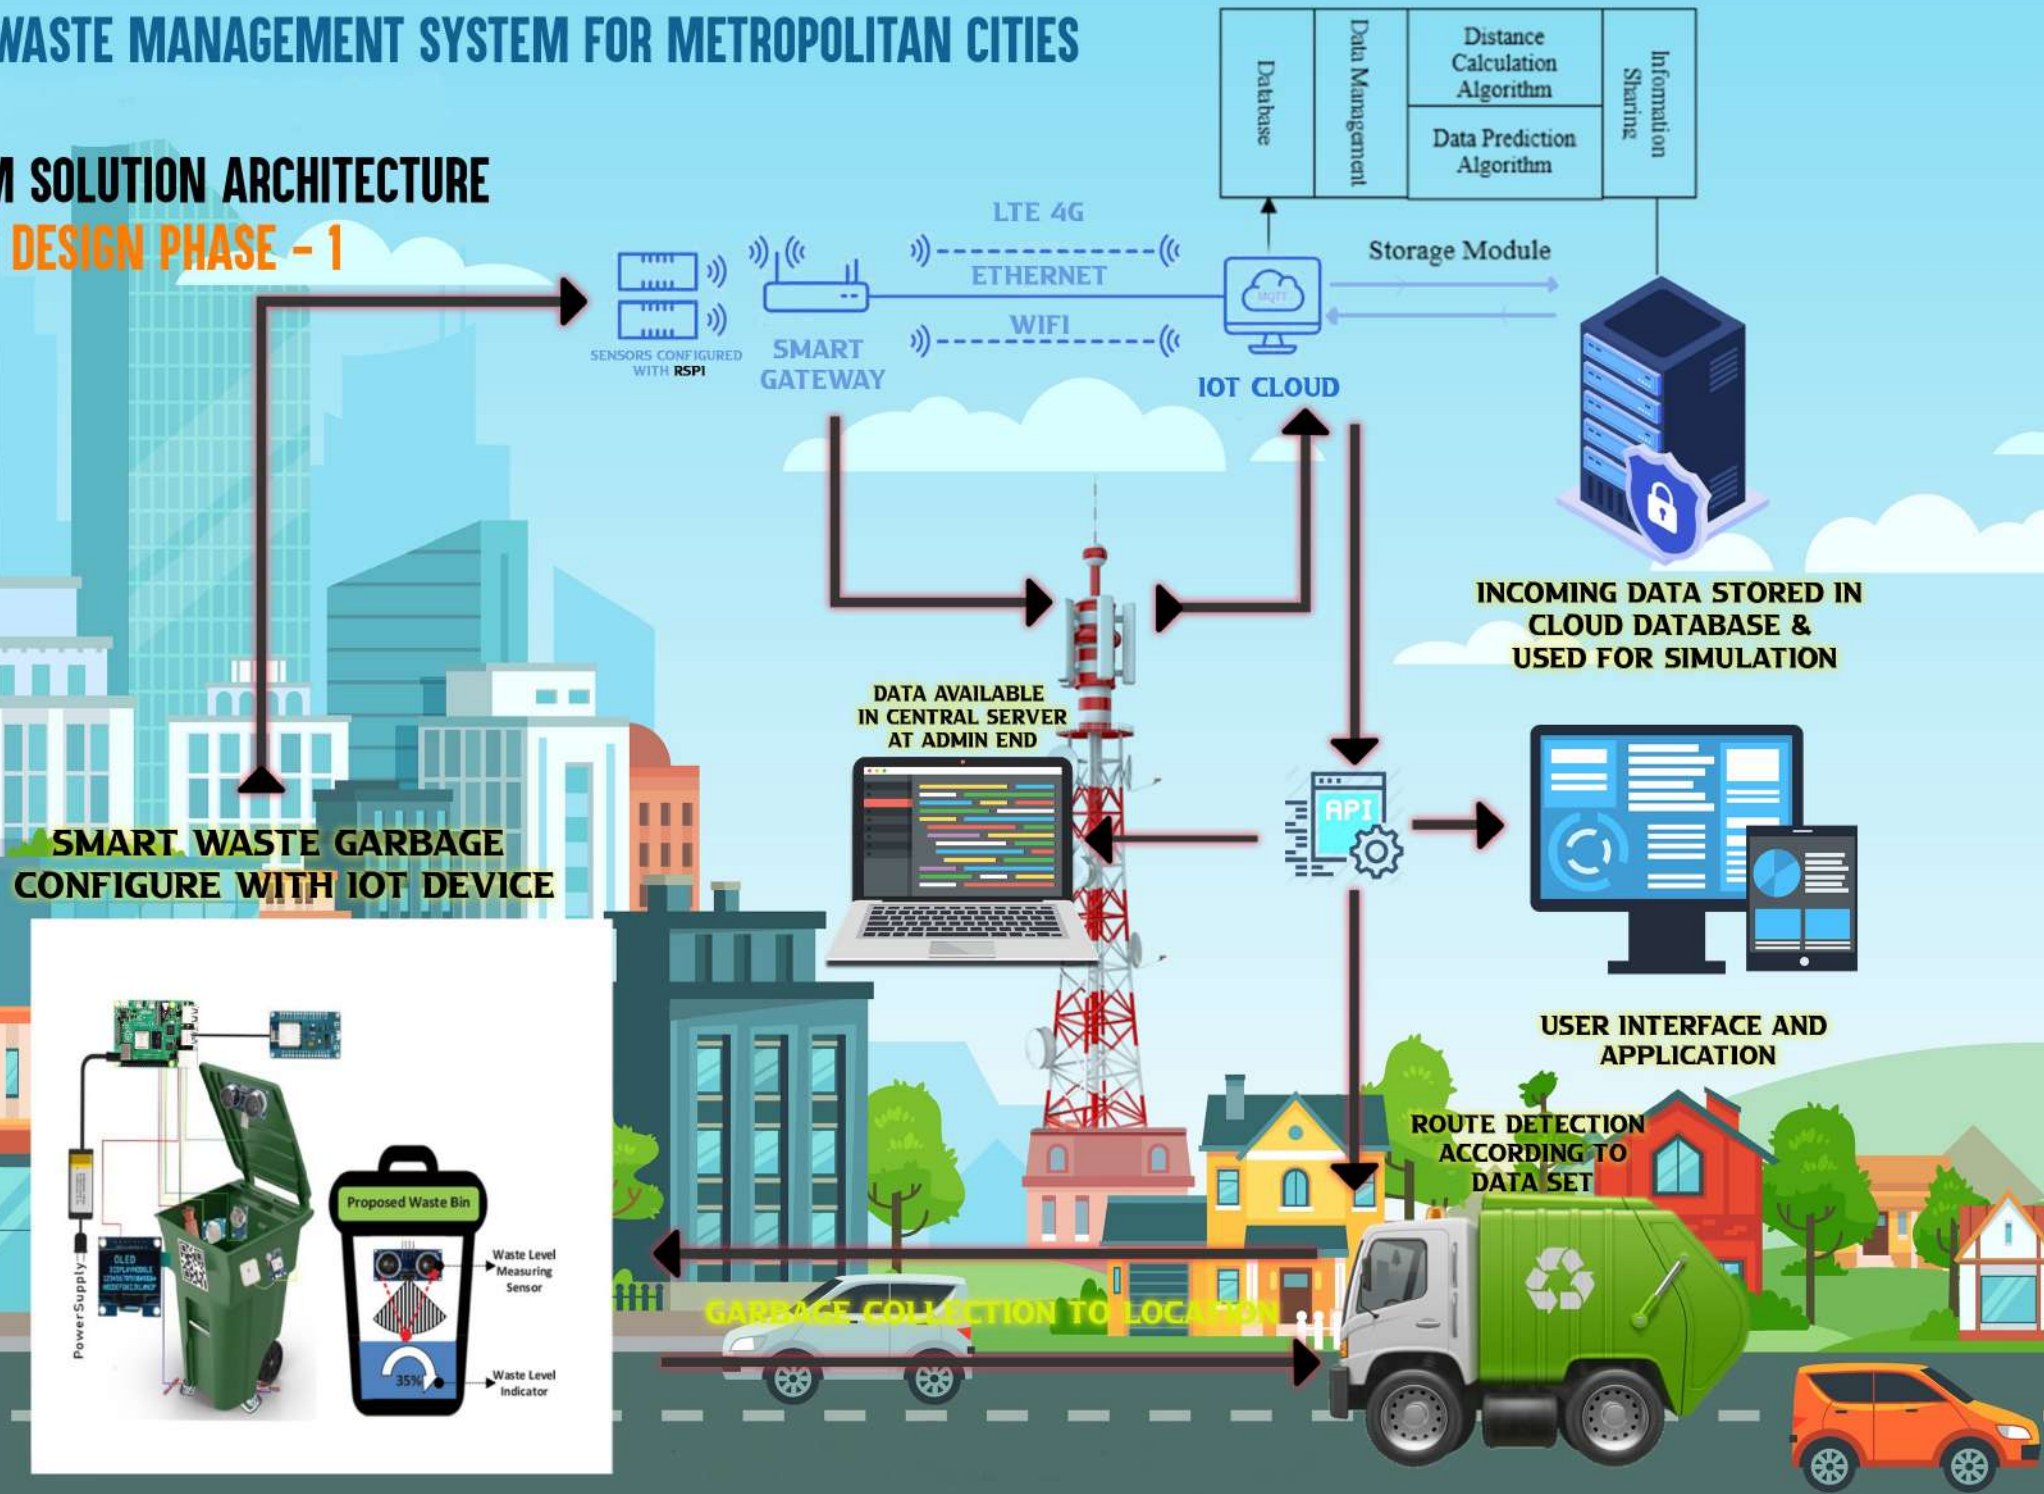 WASTE MANAGEMENT SYSTEM FOR METROPOLITAN CITIES
M SOLUTION ARCHITECTURE
DESIGN PHASE - 1
Database
Data Management
Distance
Calculation
Algorithm
Data Prediction
Algorithm
Information
Sharing
Storage Module
LTE 4G
ETHERNET
WIFI
SENSORS CONFIGURED
WITH RSPI
SMART
GATEWAY
MQTT
IOT CLOUD
INCOMING DATA STORED IN
CLOUD DATABASE &
USED FOR SIMULATION
DATA AVAILABLE
IN CENTRAL SERVER
AT ADMIN END
API
SMART WASTE GARBAGE
CONFIGURE WITH IOT DEVICE
USER INTERFACE AND
APPLICATION
ROUTE DETECTION
ACCORDING TO
DATA SET
PowerSupply
OLED
Proposed Waste Bin
Waste Level
Measuring
Sensor
35%
Waste Level
Indicator
GARBAGE COLLECTION TO LOCATION